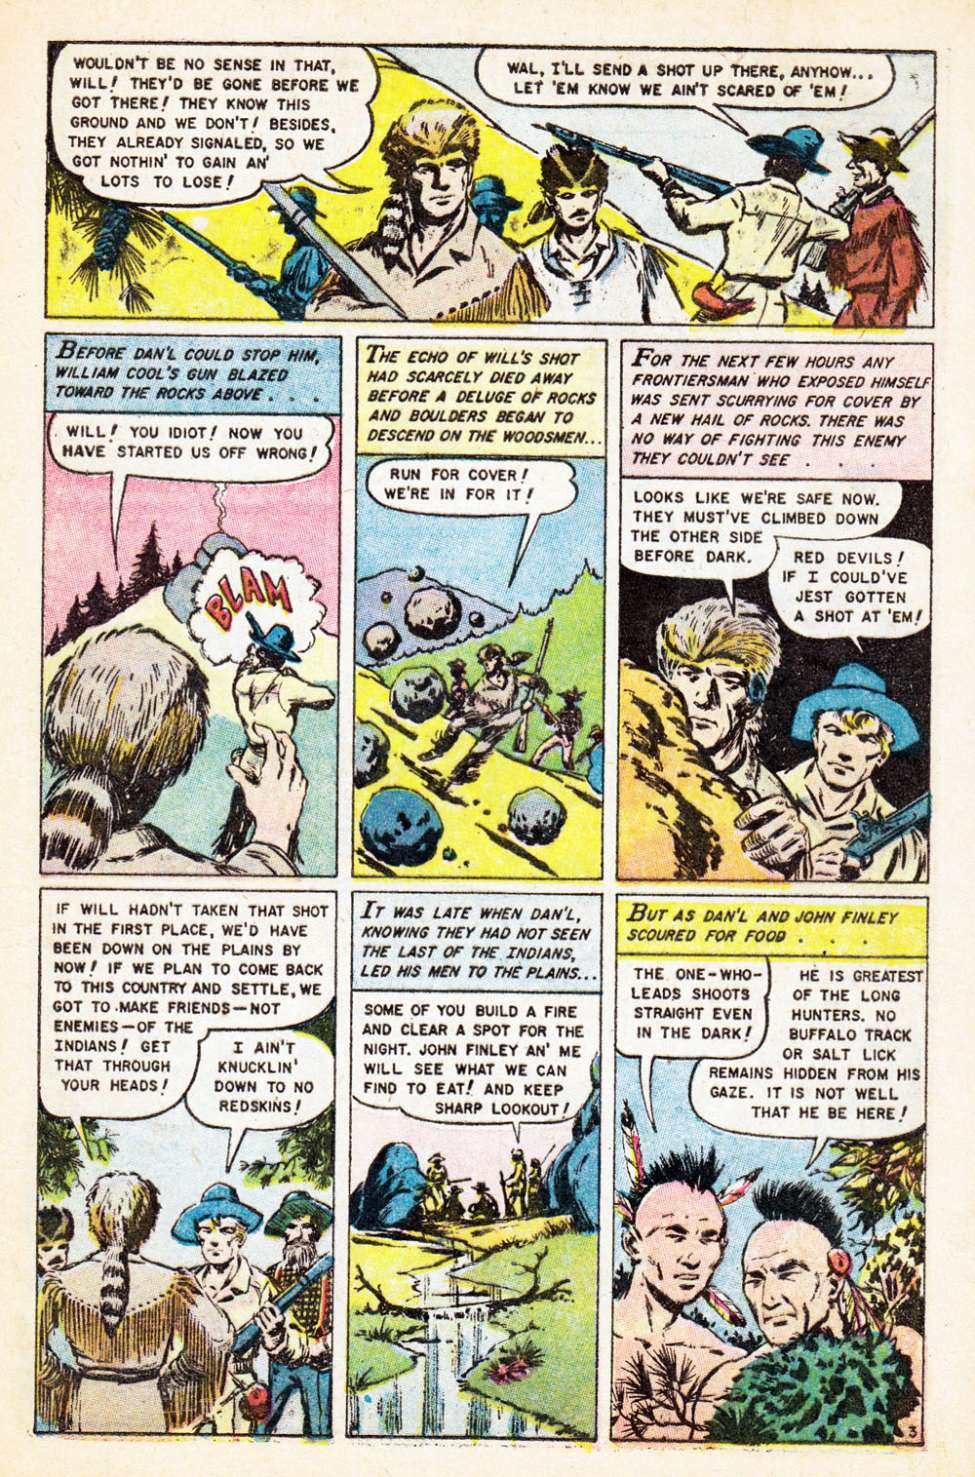 WOULDN'T BE NO SENSE IN THAT,
WILL! THEY'D BE GONE BEFORE WE
GOT THERE! THEY KNOW THIS
GROUND AND WE DON'T! BESIDES,
THEY ALREADY SIGNALED, SO WE
GOT NOTHIN' TO GAIN AN'
LOTS TO LOSE!
WAL, I'LL SEND A SHOT UP THERE, ANYHOW...
LET 'EM KNOW WE AIN'T SCARED OF 'EM!
BEFORE DAN'L COULD STOP HIM,
WILLIAM COOL'S GUN BLAZED
TOWARD THE ROCKS ABOVE . . .
WILL! YOU IDIOT! NOW YOU
HAVE STARTED US OFF WRONG!
BLAM
THE ECHO OF WILL'S SHOT
HAD SCARCELY DIED AWAY
BEFORE A DELUGE OF ROCKS
AND BOULDERS BEGAN TO
DESCEND ON THE WOODSMEN...
RUN FOR COVER!
WE'RE IN FOR IT!
FOR THE NEXT FEW HOURS ANY
FRONTIERSMAN WHO EXPOSED HIMSELF
WAS SENT SCURRYING FOR COVER BY
A NEW HAIL OF ROCKS. THERE WAS
NO WAY OF FIGHTING THIS ENEMY
THEY COULDN'T SEE . . .
LOOKS LIKE WE'RE SAFE NOW.
THEY MUST'VE CLIMBED DOWN
THE OTHER SIDE
BEFORE DARK.
RED DEVILS!
IF I COULD'VE
JEST GOTTEN
A SHOT AT 'EM!
IF WILL HADN'T TAKEN THAT SHOT
IN THE FIRST PLACE, WE'D HAVE
BEEN DOWN ON THE PLAINS BY
NOW! IF WE PLAN TO COME BACK
TO THIS COUNTRY AND SETTLE, WE
GOT TO MAKE FRIENDS—NOT
ENEMIES—OF THE
INDIANS! GET
THAT THROUGH
YOUR HEADS!
I AIN'T
KNUCKLIN'
DOWN TO NO
REDSKINS!
IT WAS LATE WHEN DAN'L,
KNOWING THEY HAD NOT SEEN
THE LAST OF THE INDIANS,
LED HIS MEN TO THE PLAINS...
SOME OF YOU BUILD A FIRE
AND CLEAR A SPOT FOR THE
NIGHT. JOHN FINLEY AN' ME
WILL SEE WHAT WE CAN
FIND TO EAT! AND KEEP
SHARP LOOKOUT!
BUT AS DAN'L AND JOHN FINLEY
SCOURED FOR FOOD . . .
THE ONE-WHO-
LEADS SHOOTS
STRAIGHT EVEN
IN THE DARK!
HE IS GREATEST
OF THE LONG
HUNTERS. NO
BUFFALO TRACK
OR SALT LICK
REMAINS HIDDEN FROM HIS
GAZE. IT IS NOT WELL
THAT HE BE HERE!
3